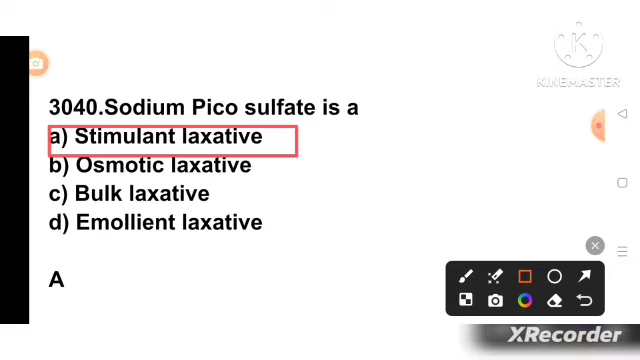 KINEMASTER
3040.Sodium Pico sulfate is a
a) Stimulant laxative
b) Osmotic laxative
c) Bulk laxative
d) Emollient laxative
A
XRecorder